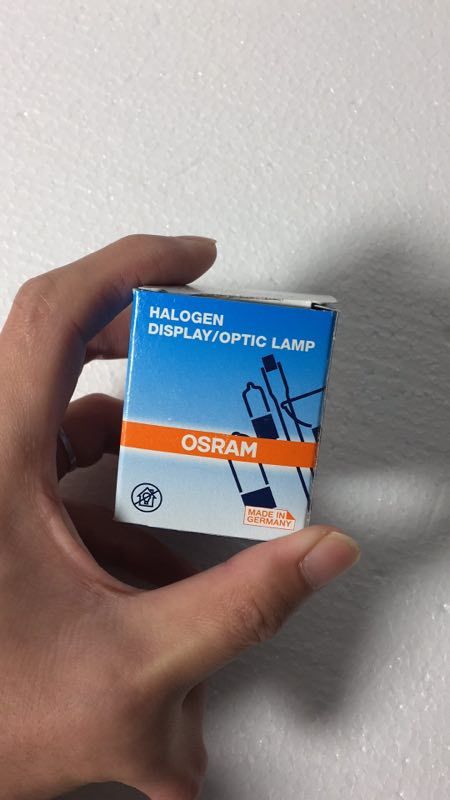 HALOGEN
DISPLAY/OPTIC LAMP
OSRAM
MADE IN
GERMANY